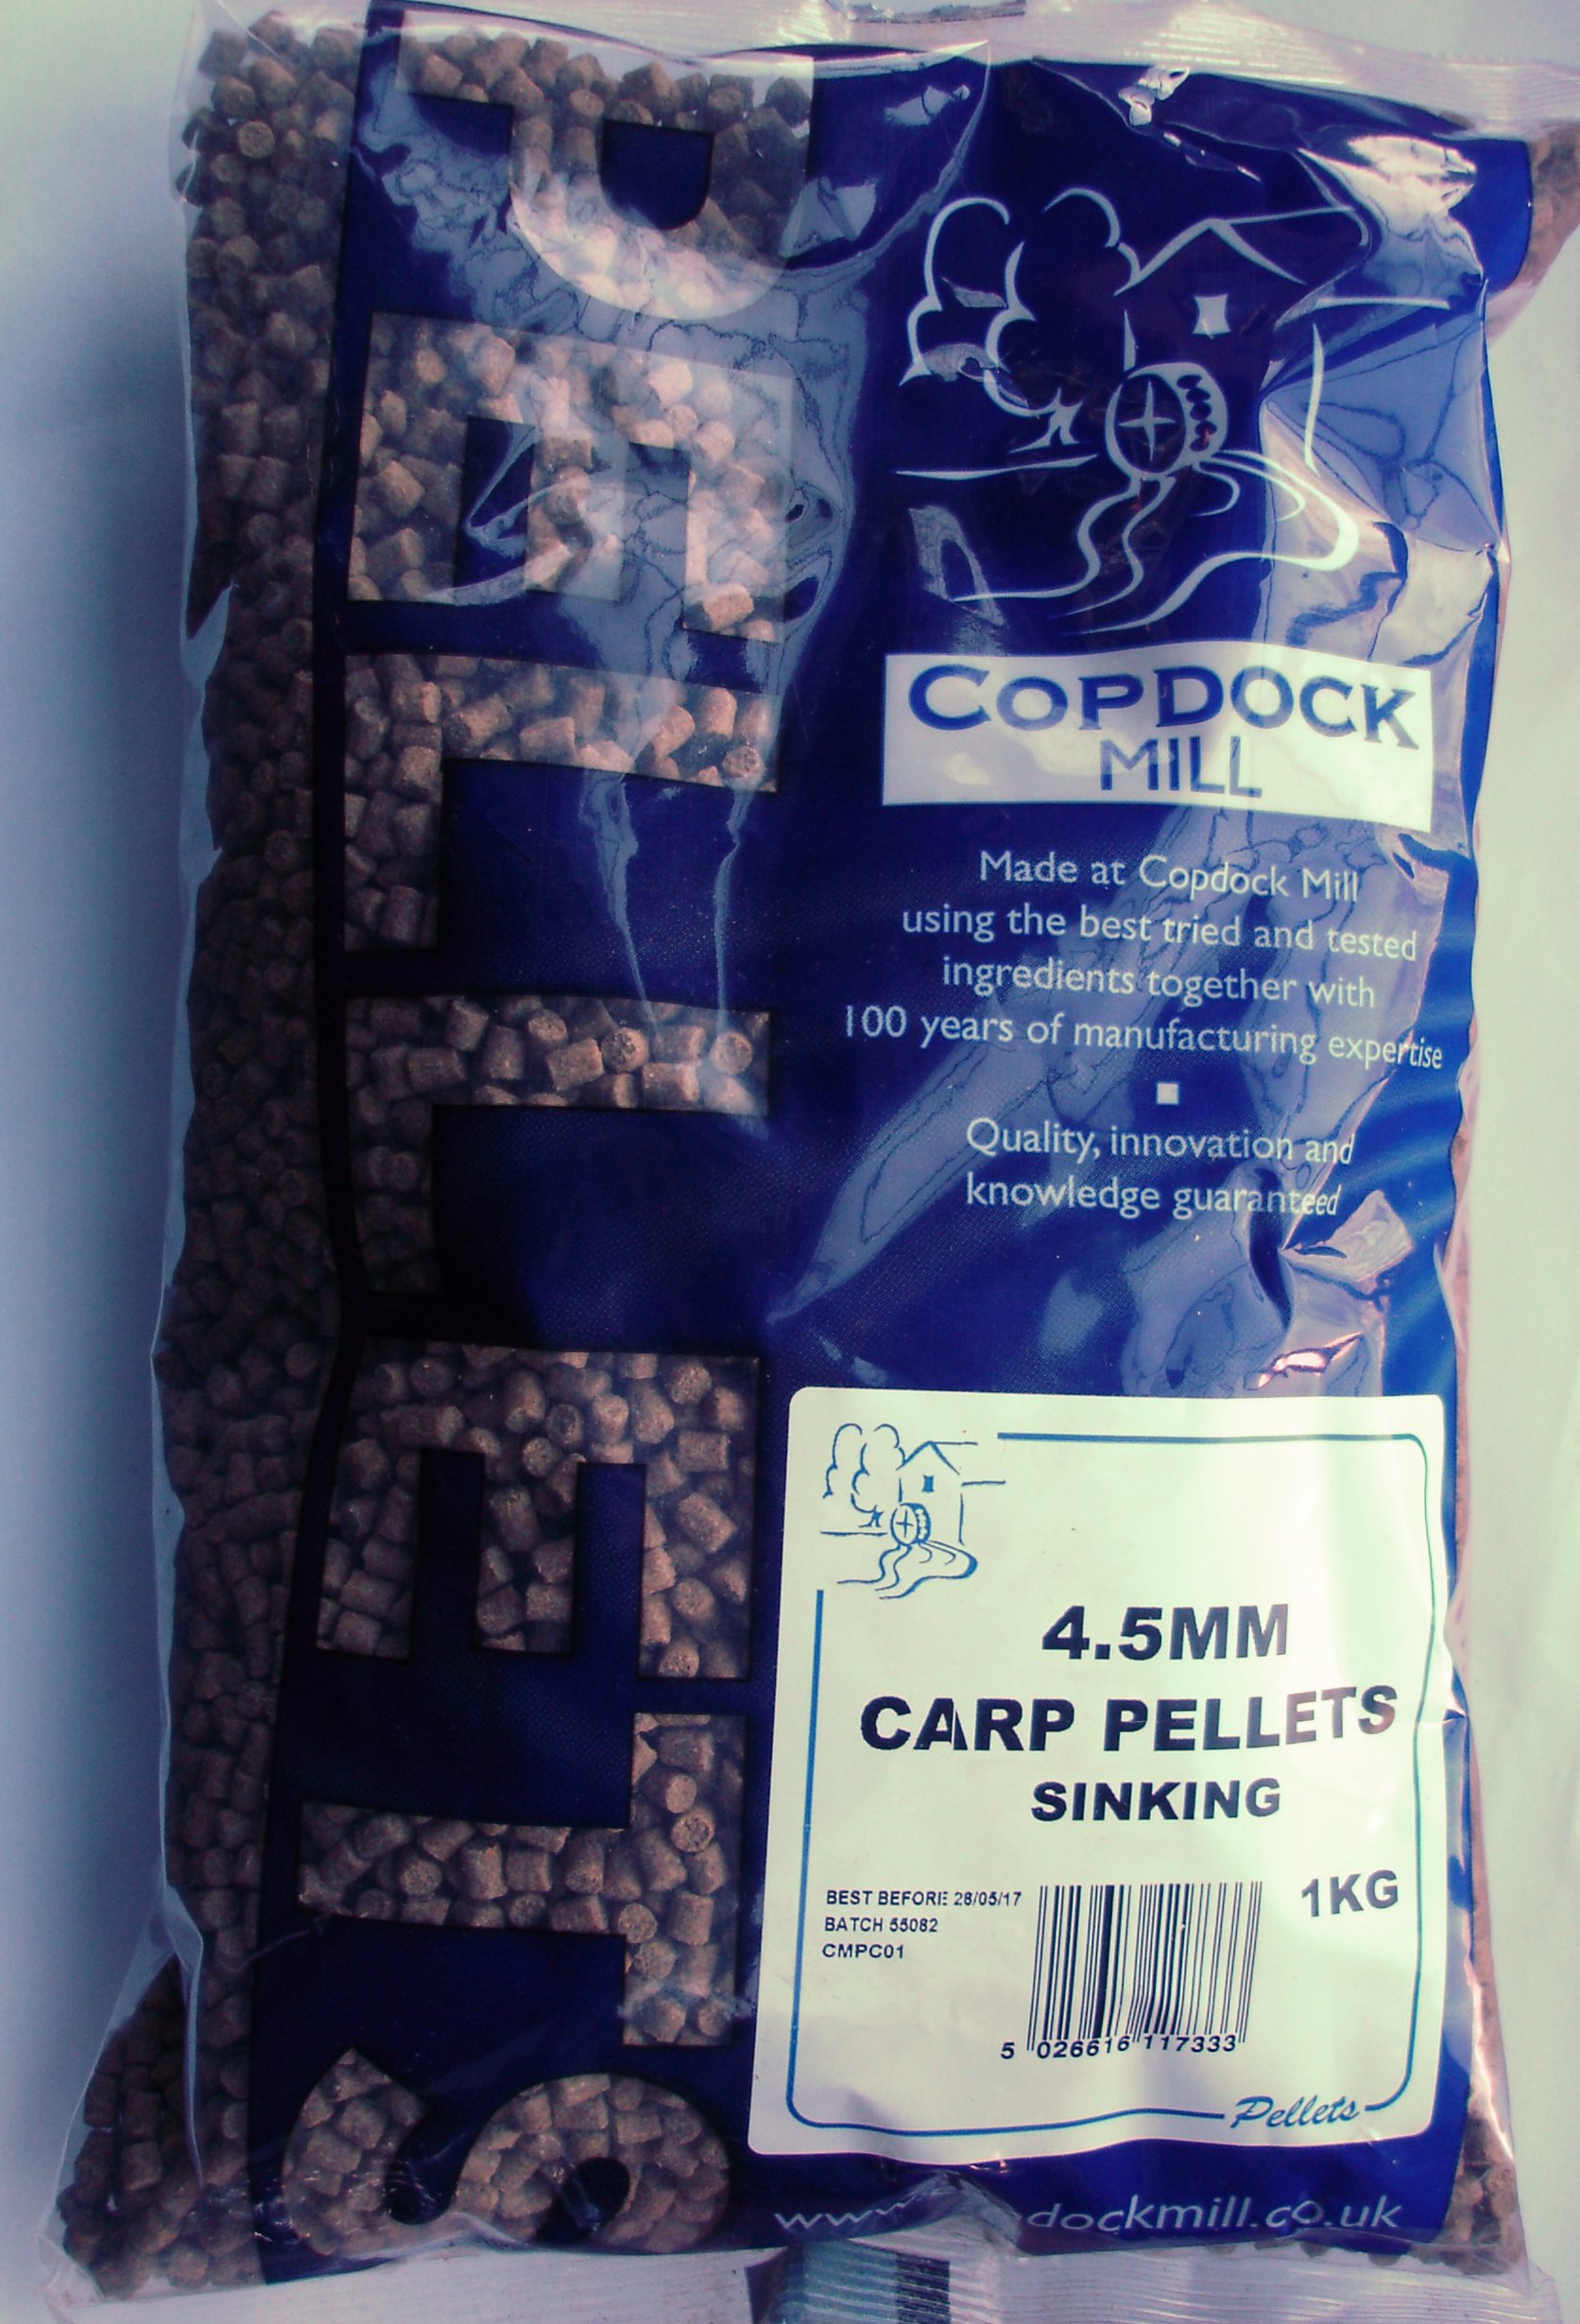 PELLETS
COPDOCK
MILL
Made at Copdock Mill
using the best tried and tested
ingredients together with
100 years of manufacturing expertise
Quality, innovation and
knowledge guaranteed
4.5MM
CARP PELLETS
SINKING
BEST BEFORE 28/05/17
BATCH 55082
CMPC01
1KG
5 026616 117333
Pellets
www dockmill.co.uk